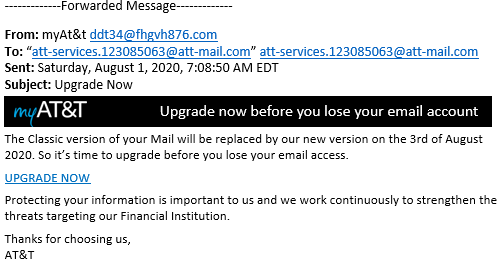 -------------Forwarded Message-------------
From: myAt&t ddt34@fhgvh876.com
To: “att-services.123085063@att-mail.com” att-services.123085063@att-mail.com
Sent: Saturday, August 1, 2020, 7:08:50 AM EDT
Subject: Upgrade Now
myAT&T Upgrade now before you lose your email account
The Classic version of your Mail will be replaced by our new version on the 3rd of August
2020. So it’s time to upgrade before you lose your email access.
UPGRADE NOW
Protecting your information is important to us and we work continuously to strengthen the
threats targeting our Financial Institution.
Thanks for choosing us,
AT&T